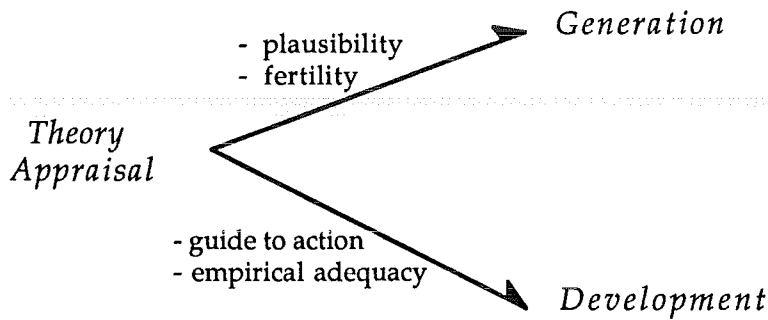 Generation
- plausibility
- fertility
Theory
Appraisal
- guide to action
- empirical adequacy
Development